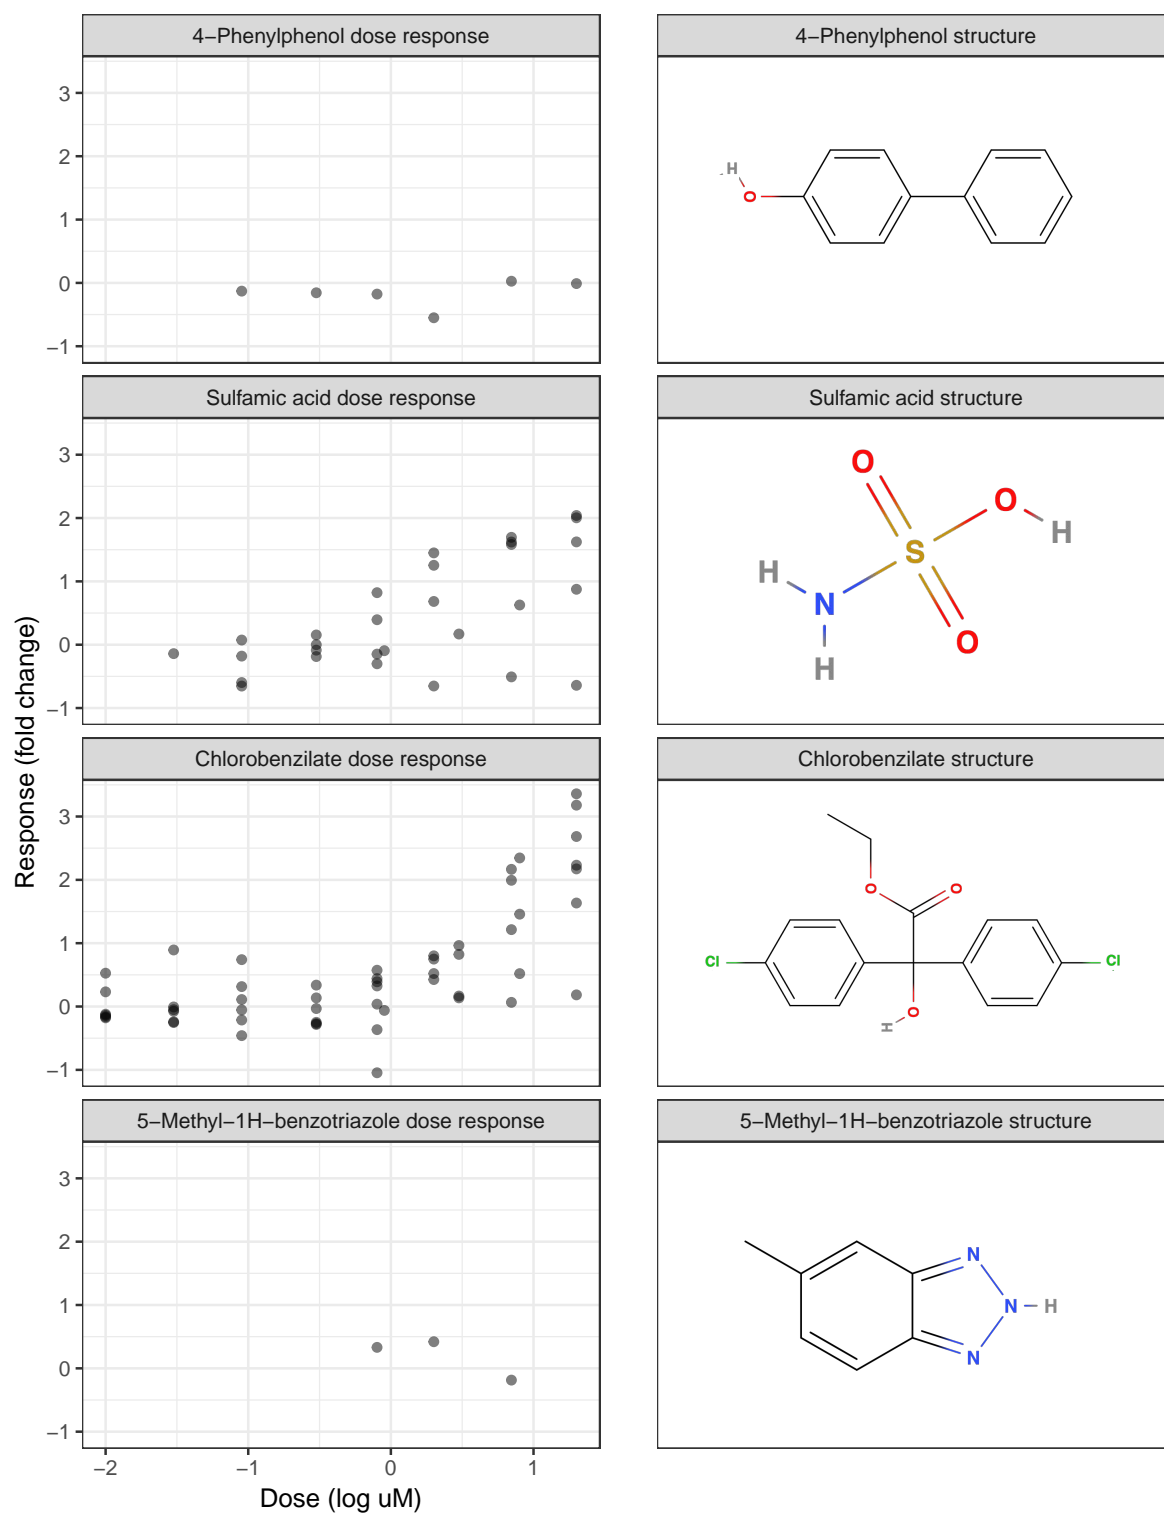 4−Phenylphenol dose response
4−Phenylphenol structure
3
2
1
0
−1
H
O
Sulfamic acid dose response
Sulfamic acid structure
3
2
1
0
−1
O
O
H
S
H
N
O
H
Response (fold change)
Chlorobenzilate dose response
Chlorobenzilate structure
3
2
1
0
−1
O
O
Cl
Cl
O
H
5−Methyl−1H−benzotriazole dose response
5−Methyl−1H−benzotriazole structure
3
2
1
0
−1
N
N
H
N
−2
−1
0
1
Dose (log uM)